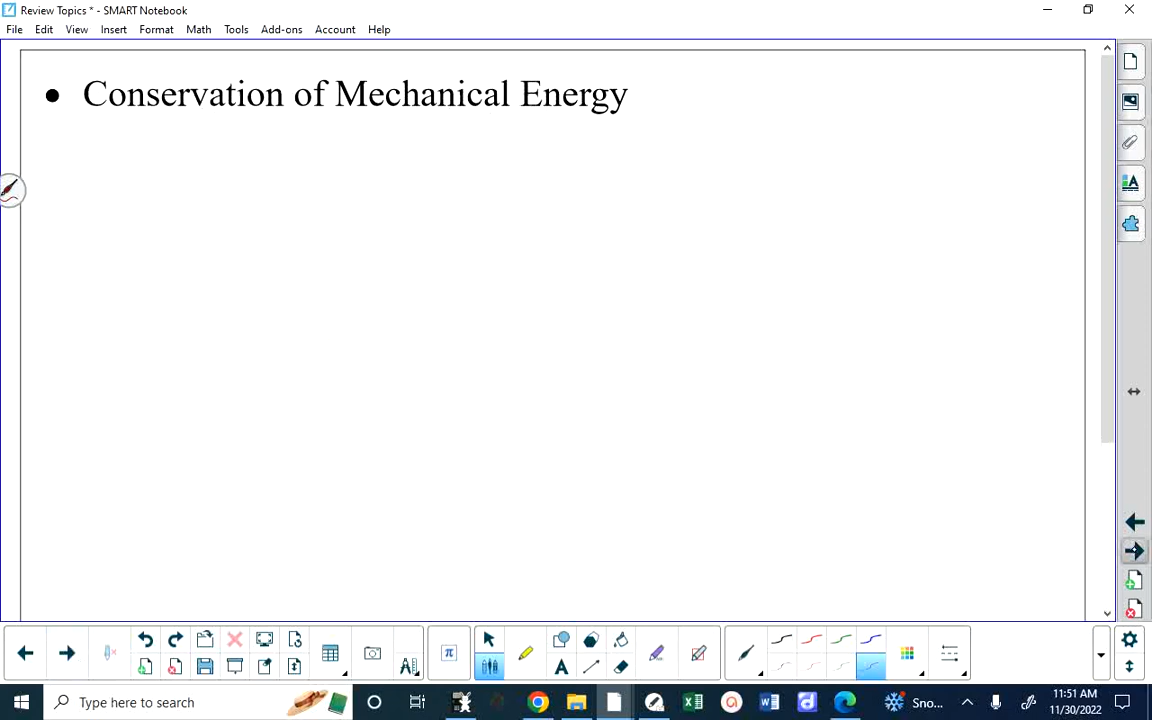 Review Topics * - SMART Notebook
File Edit View Insert Format Math Tools Add-ons Account Help
• Conservation of Mechanical Energy
π
A
Type here to search
Sno...
11:51 AM
11/30/2022